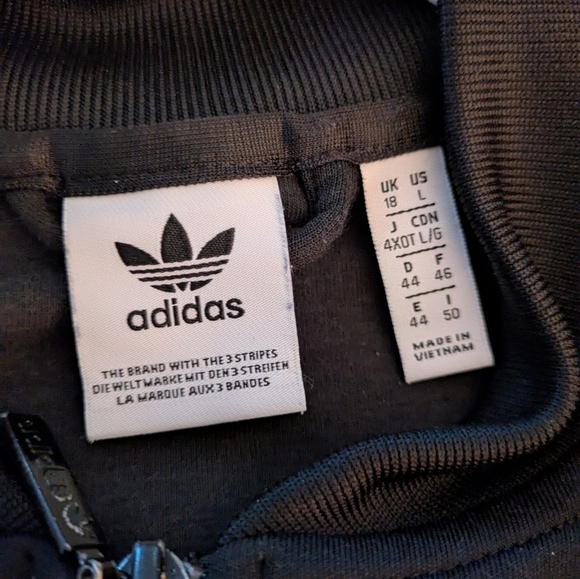 adidas
THE BRAND WITH THE 3 STRIPES
DIE WELTMARKE MIT DEN 3 STREIFEN
LA MARQUE AUX 3 BANDES
UK US
18 L
J CDN
4XOT L/G
D F
44 46
E I
44 50
MADE IN
VIETNAM